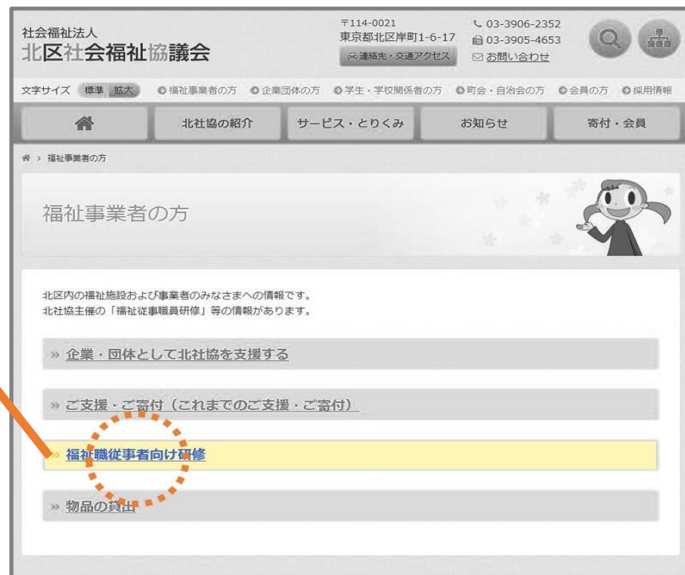 社会福祉法人
北区社会福祉協議会
〒114-0021
東京都北区岸町1-6-17
連絡先・交通アクセス
03-3906-2352
03-3905-4653
お問い合わせ
文字サイズ 標準 拡大 福祉事業者の方 企業団体の方 学生・学校関係者の方 町会・自治会の方 会員の方 採用情報
北社協の紹介 サービス・とりくみ お知らせ 寄付・会員
> 福祉事業者の方
福祉事業者の方
北区内の福祉施設および事業者のみなさまへの情報です。
北社協主催の「福祉従事職員研修」等の情報があります。
» 企業・団体として北社協を支援する
» ご支援・ご寄付（これまでのご支援・ご寄付）
» 福祉職従事者向け研修
» 物品の貸出